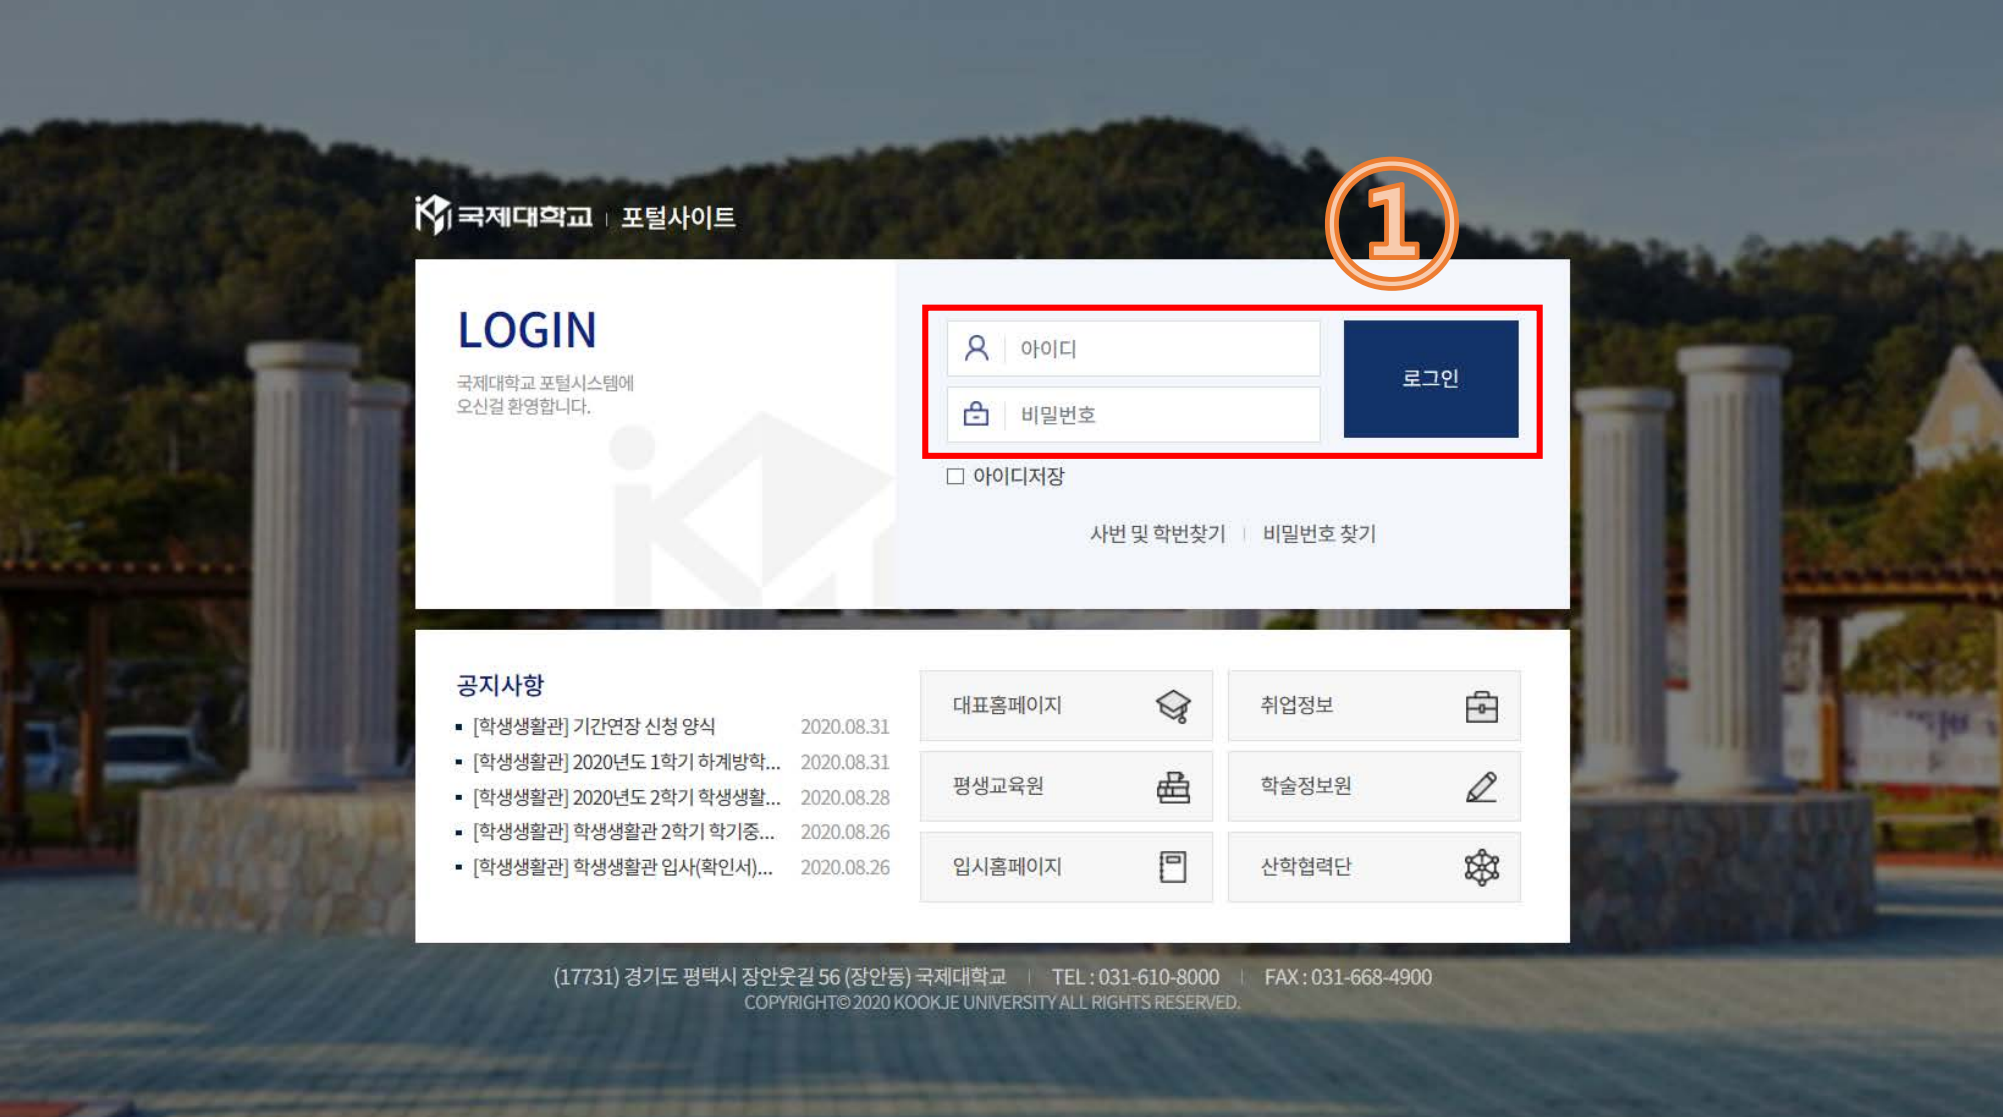 국제대학교 포털사이트
①
LOGIN
국제대학교 포털시스템에
오신걸 환영합니다.
아이디
비밀번호
로그인
아이디저장
사번 및 학번찾기
비밀번호 찾기
공지사항
[학생생활관] 기간연장 신청 양식 2020.08.31
[학생생활관] 2020년도 1학기 하계방학... 2020.08.31
[학생생활관] 2020년도 2학기 학생생활... 2020.08.28
[학생생활관] 학생생활관 2학기 학기중... 2020.08.26
[학생생활관] 학생생활관 입사(확인서)... 2020.08.26
대표홈페이지
취업정보
평생교육원
학술정보원
입시홈페이지
산학협력단
(17731) 경기도 평택시 장안웃길 56 (장안동) 국제대학교 TEL : 031-610-8000 FAX : 031-668-4900
COPYRIGHT© 2020 KOOKJE UNIVERSITY ALL RIGHTS RESERVED.